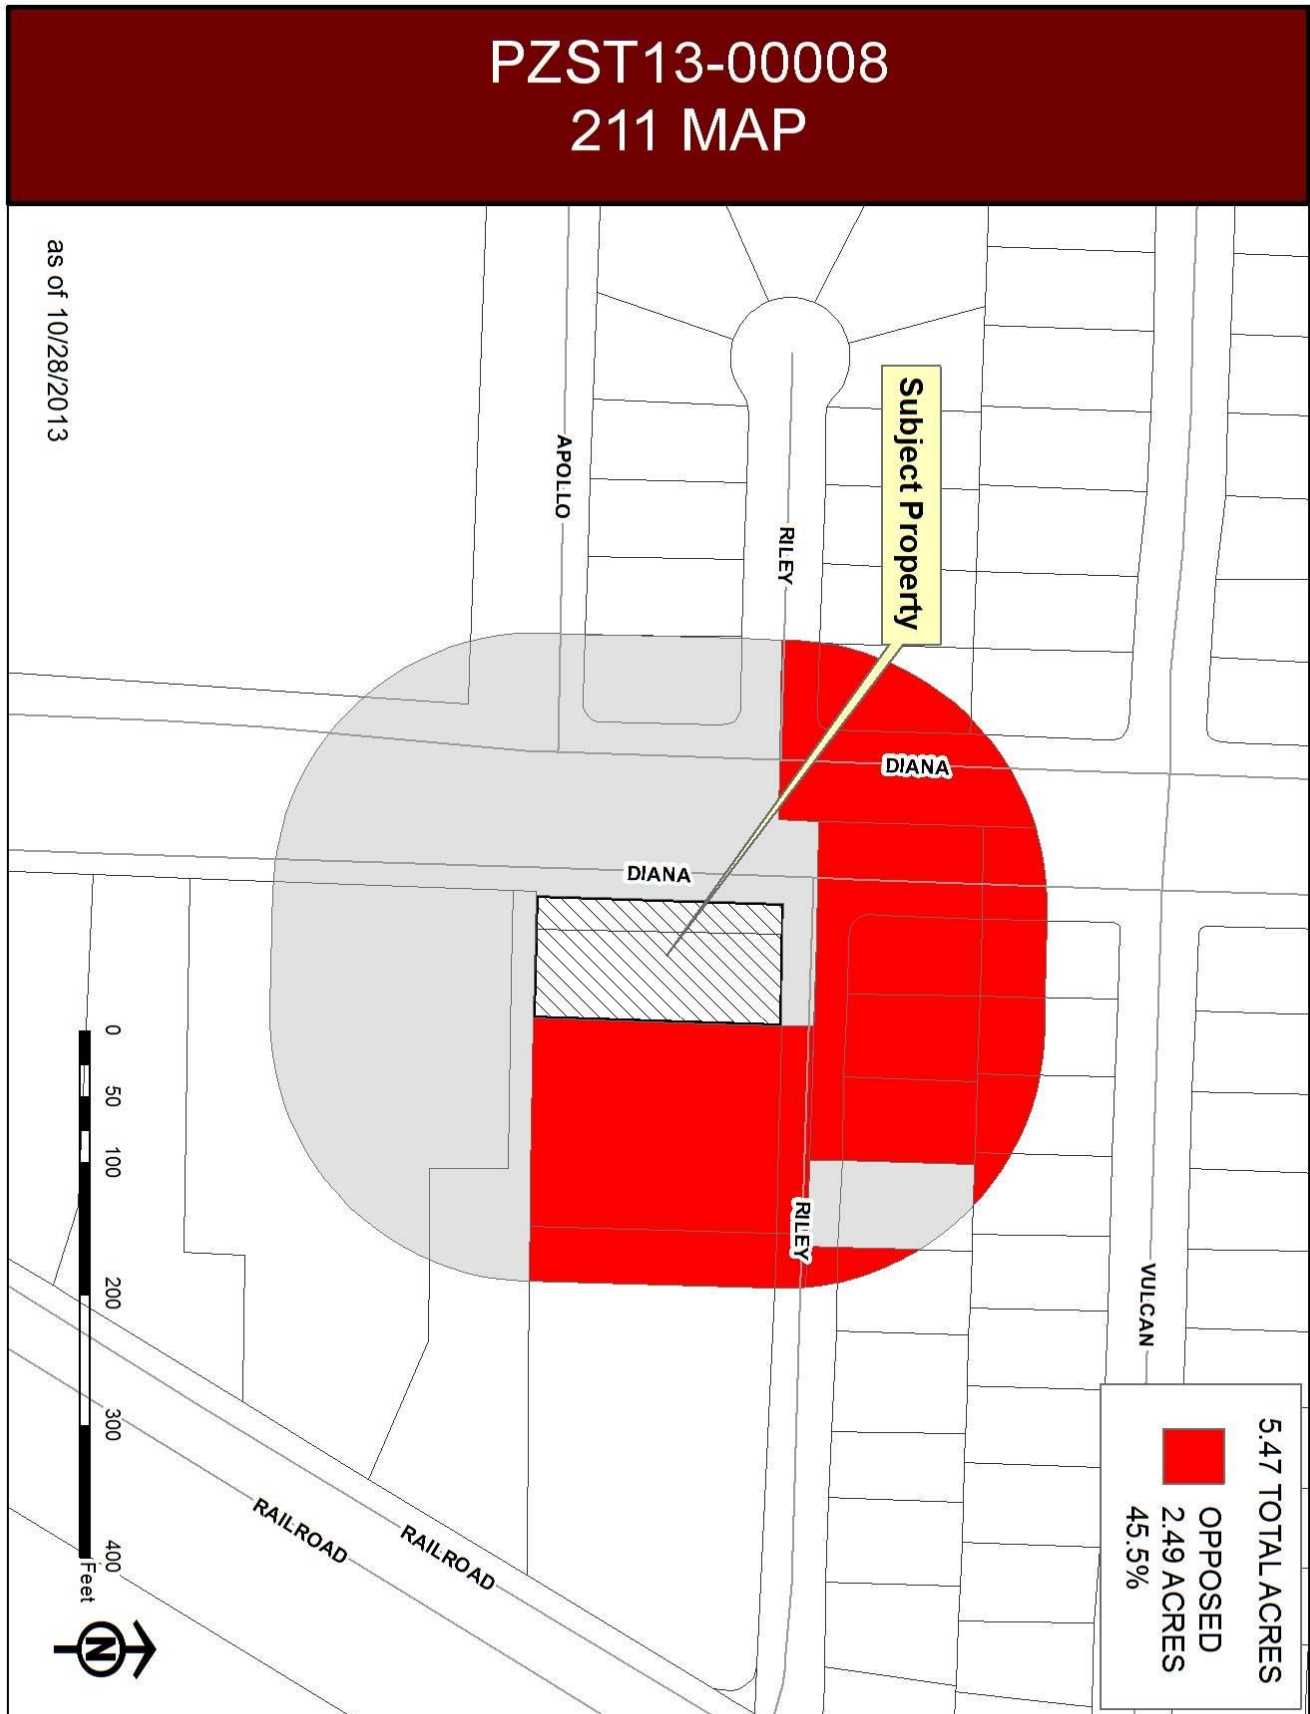 PZST13-00008
211 MAP
as of 10/28/2013
Subject Property
APOLLO
RILEY
DIANA
DIANA
RILEY
VULCAN
RAILROAD
RAILROAD
0 50 100 200 300 400
Feet
N
5.47 TOTAL ACRES
OPPOSED
2.49 ACRES
45.5%